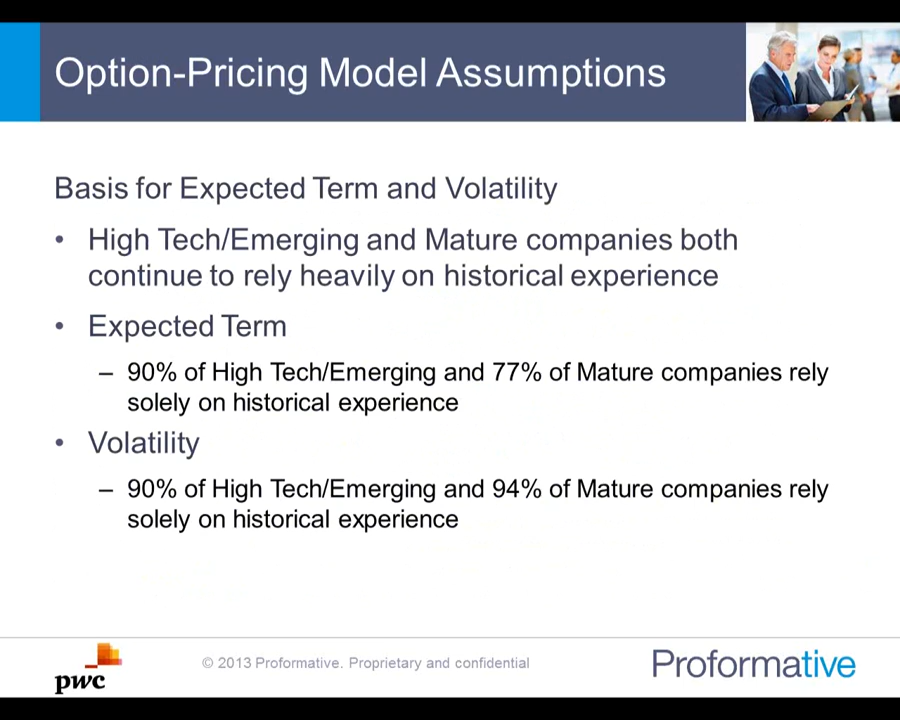 Option-Pricing Model Assumptions
Basis for Expected Term and Volatility
• High Tech/Emerging and Mature companies both
continue to rely heavily on historical experience
• Expected Term
– 90% of High Tech/Emerging and 77% of Mature companies rely
solely on historical experience
• Volatility
– 90% of High Tech/Emerging and 94% of Mature companies rely
solely on historical experience
pwc
© 2013 Proformative. Proprietary and confidential
Proformative